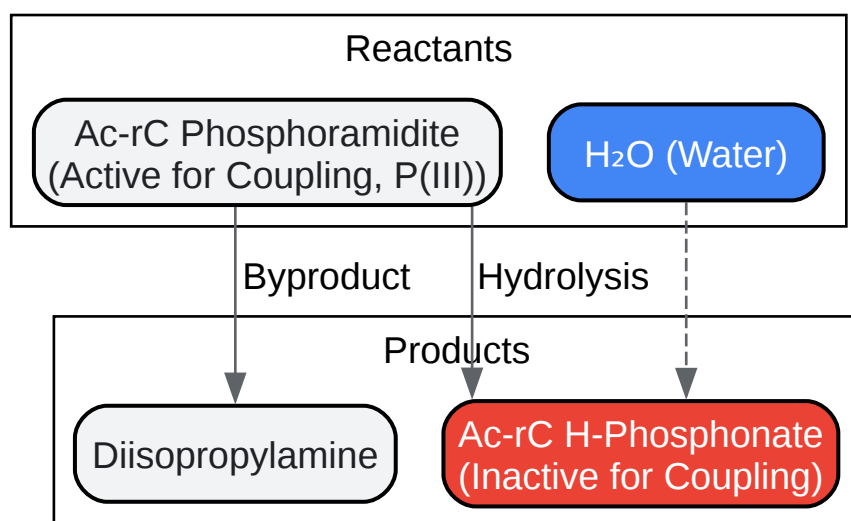 Reactants
Ac-rC Phosphoramidite
(Active for Coupling, P(III))
H₂O (Water)
Byproduct
Hydrolysis
Products
Diisopropylamine
Ac-rC H-Phosphonate
(Inactive for Coupling)